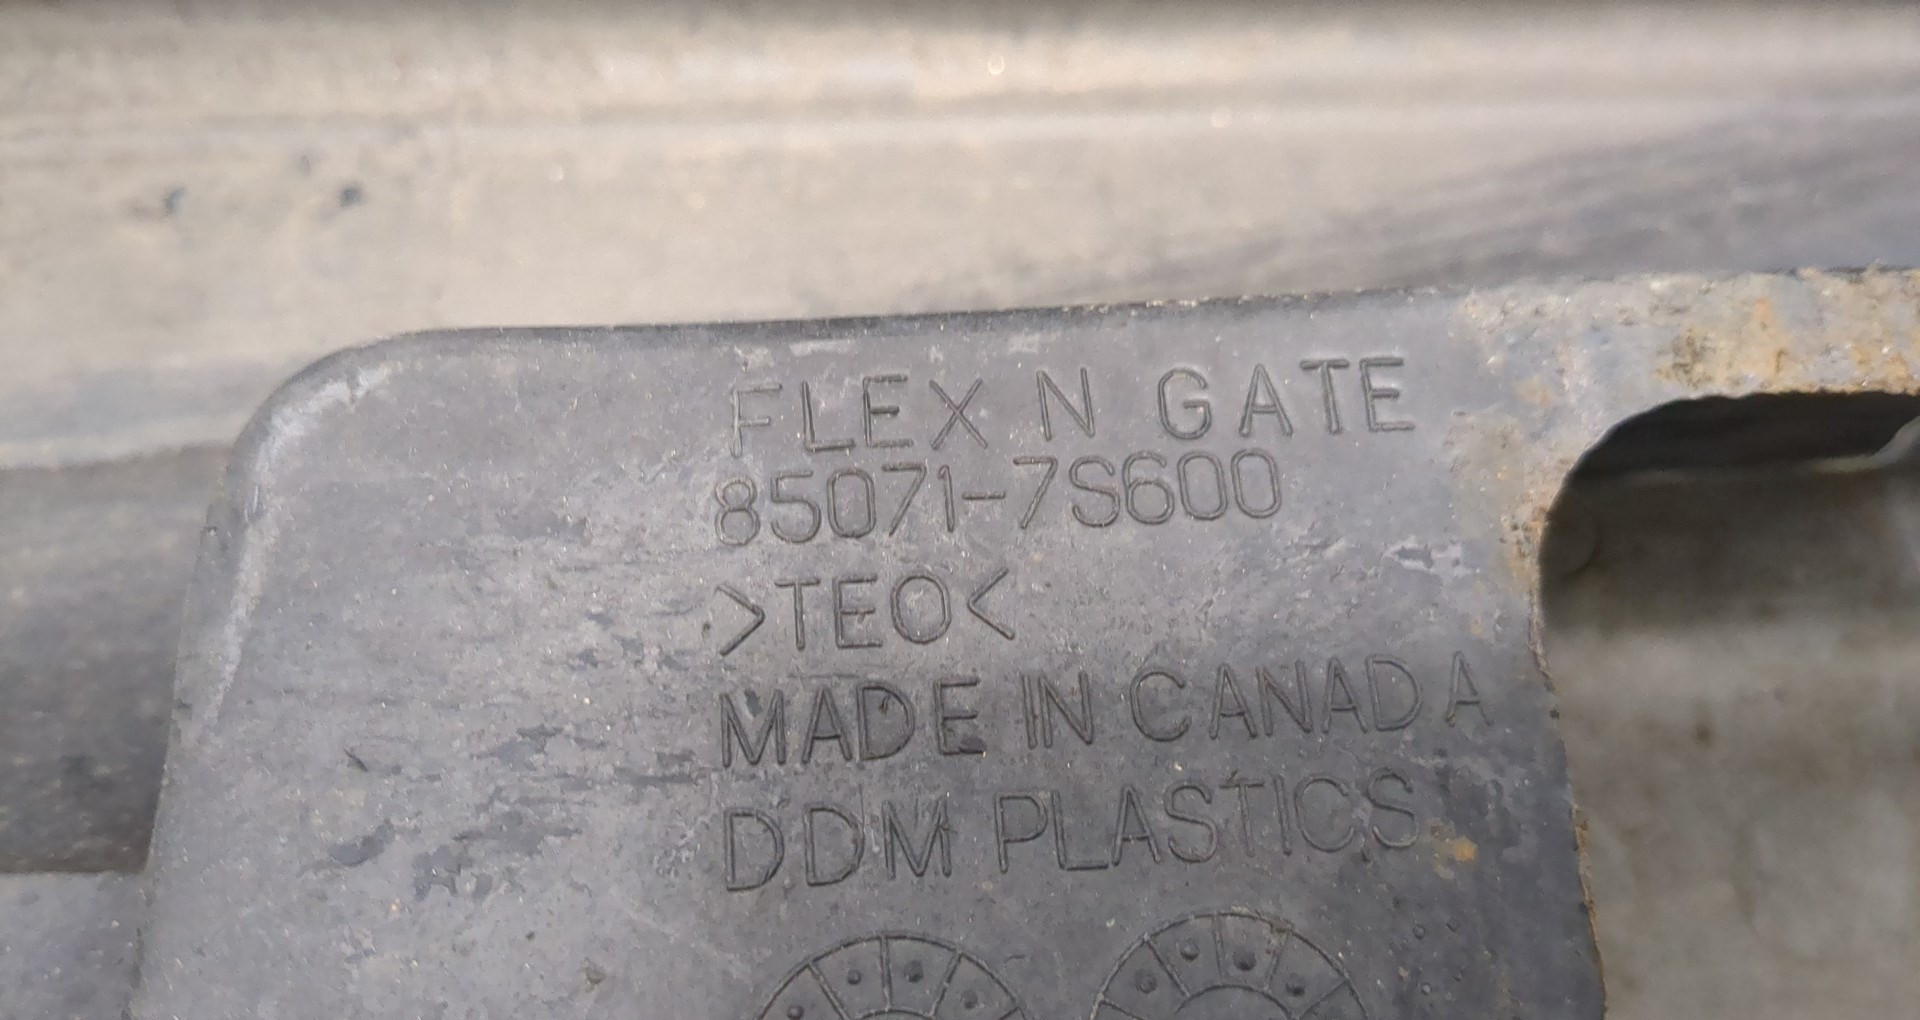 FLEX N GATE
85071-7S600
>TEO<
MADE IN CANADA
DDM PLASTICS